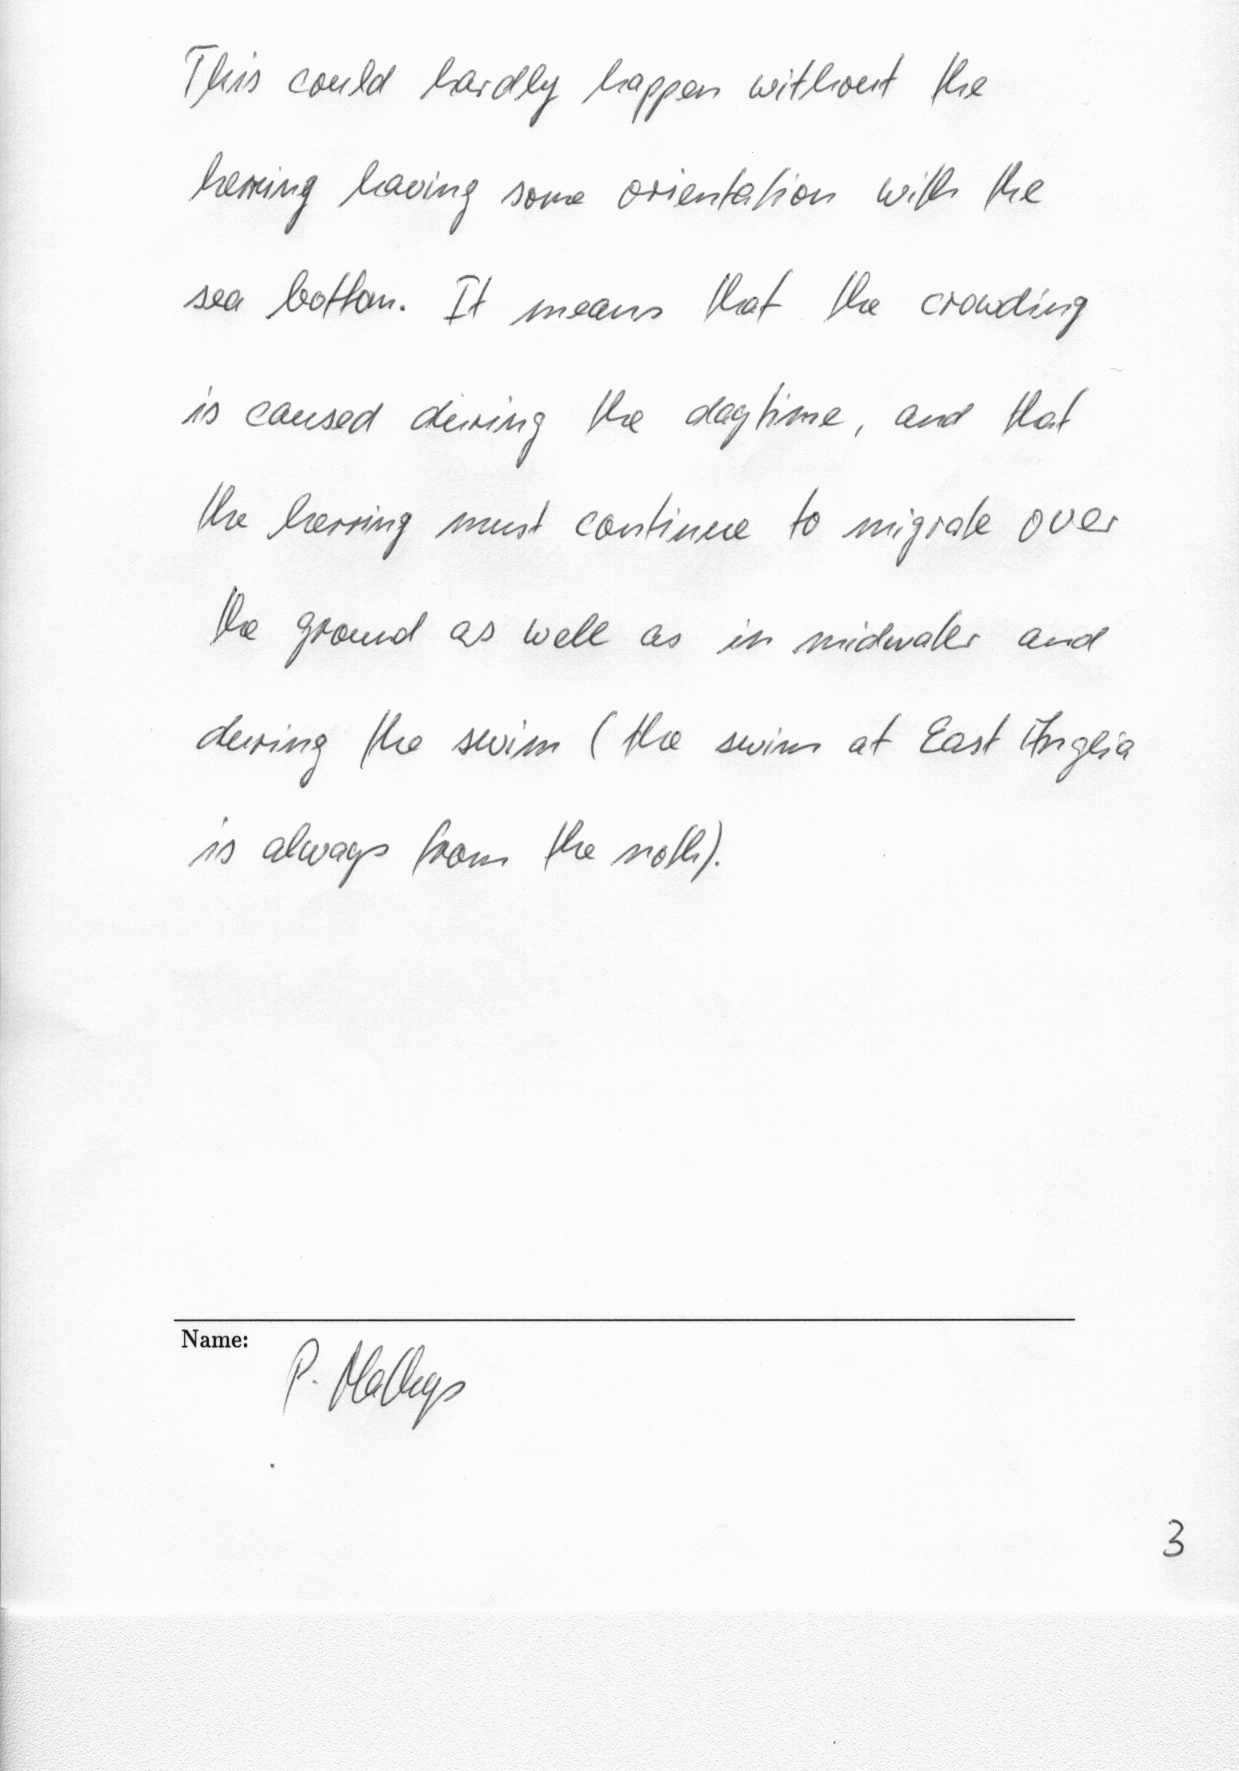 This could hardly happen without the
herring having some orientation with the
sea bottom. It means that the crowding
is caused during the daytime, and that
the herring must continue to migrate over
the ground as well as in midwater and
during the swim (the swim at East Anglia
is always from the noth).
Name:
P.
3